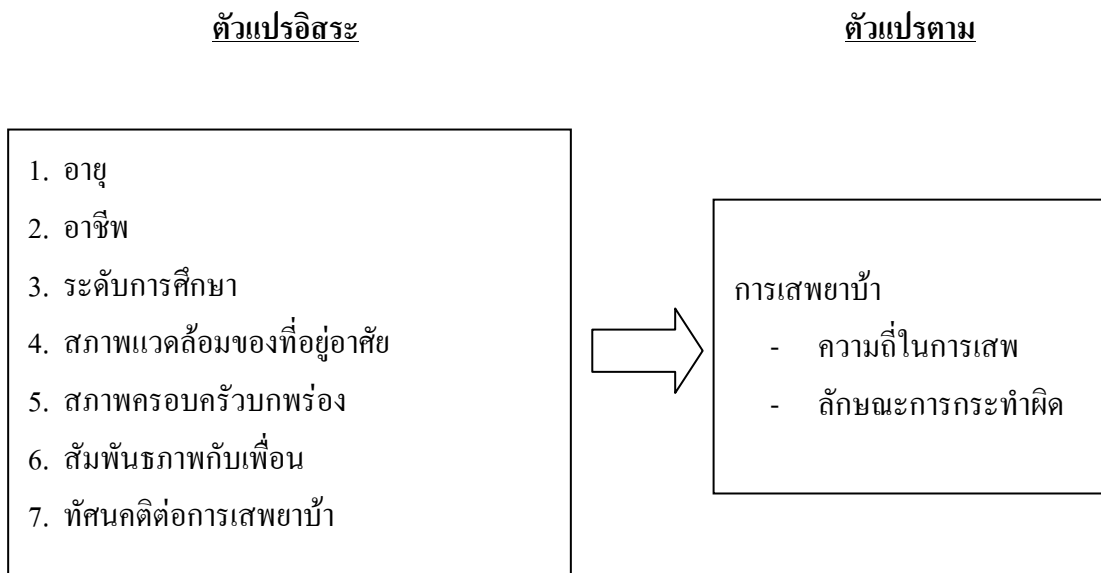 ตัวแปรอิสระ
ตัวแปรตาม
1. อายุ
2. อาชีพ
3. ระดับการศึกษา
4. สภาพแวดล้อมของที่อยู่อาศัย
5. สภาพครอบครัวบกพร่อง
6. สัมพันธภาพกับเพื่อน
7. ทัศนคติต่อการเสพยาบ้า
การเสพยาบ้า
- ความถี่ในการเสพ
- ลักษณะการกระทำผิด